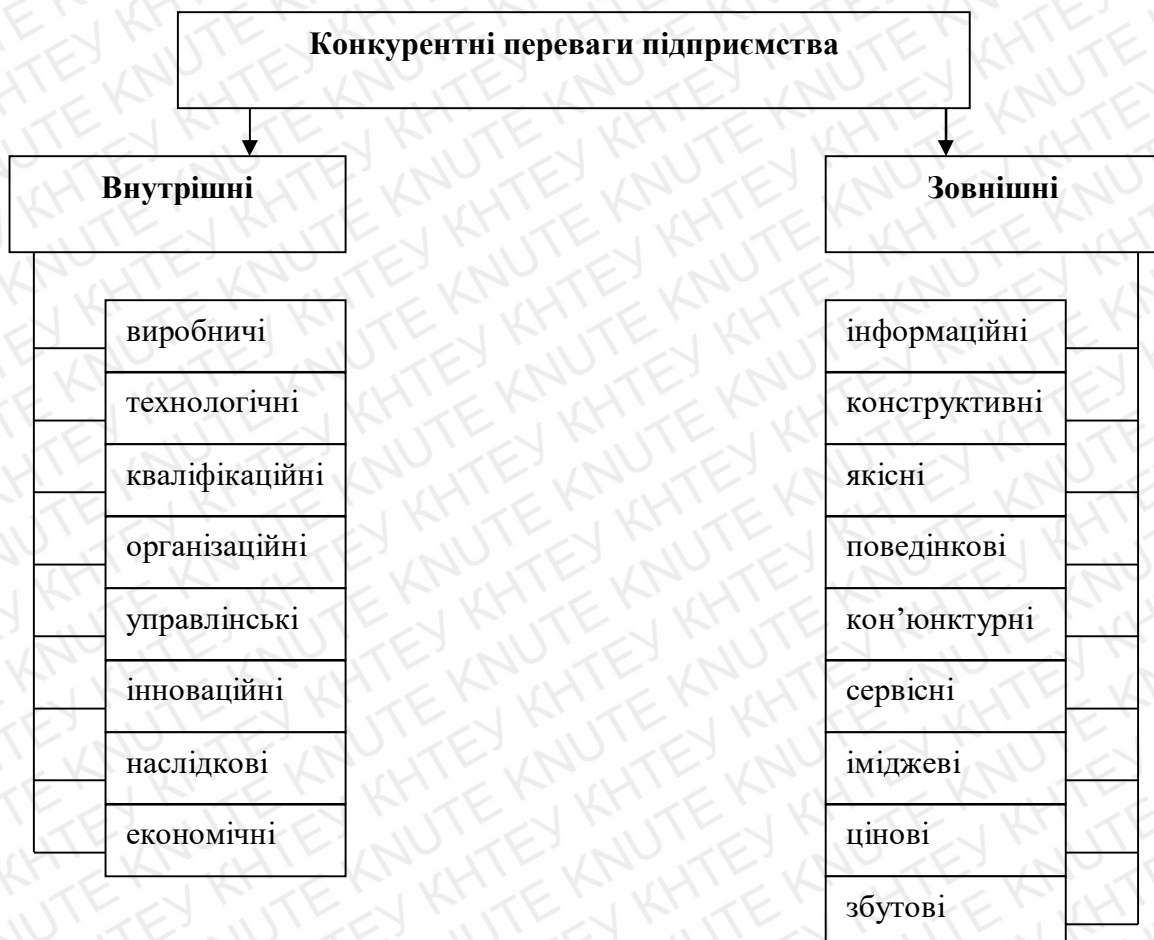 Конкурентні переваги підприємства
Внутрішні
виробничі
технологічні
кваліфікаційні
організаційні
управлінські
інноваційні
наслідкові
економічні
Зовнішні
інформаційні
конструктивні
якісні
поведінкові
кон’юнктурні
сервісні
іміджеві
цінові
збутові